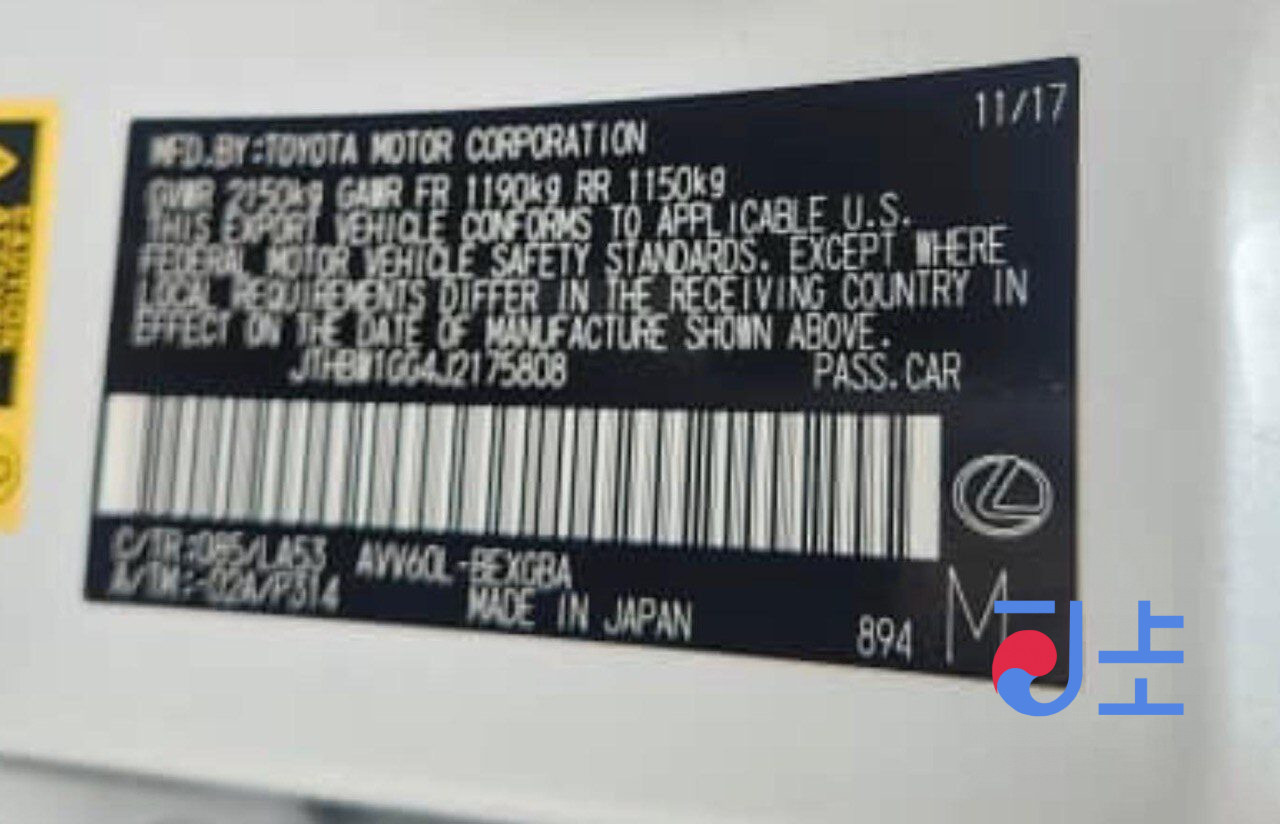 11/17
MFD.BY:TOYOTA MOTOR CORPORATION
GVWR 2150kg GAWR FR 1190kg RR 1150kg
THIS EXPORT VEHICLE CONFORMS TO APPLICABLE U.S.
FEDERAL MOTOR VEHICLE SAFETY STANDARDS. EXCEPT WHERE
LOCAL REQUIREMENTS DIFFER IN THE RECEIVING COUNTRY IN
EFFECT ON THE DATE OF MANUFACTURE SHOWN ABOVE.
JTHBW1GG4J2175808 PASS.CAR
C/TR:085/LA53 AVV60L-BEXGBA
A/TM:-02A/P314
MADE IN JAPAN 894 M